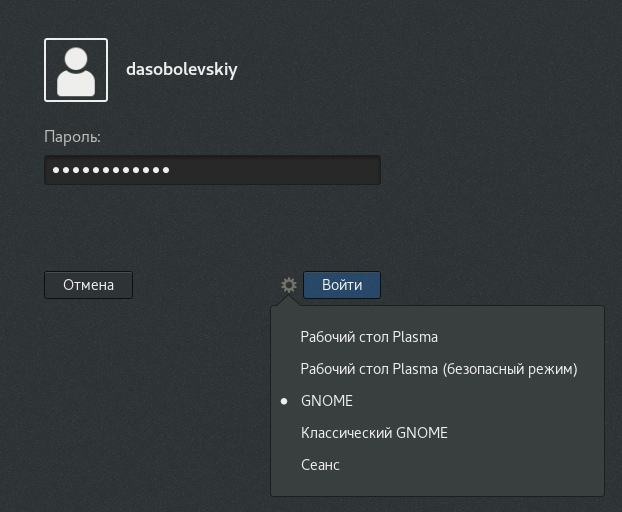 dasobolevskiy
Пароль:
Отмена
Войти
Рабочий стол Plasma
Рабочий стол Plasma (безопасный режим)
GNOME
Классический GNOME
Сеанс